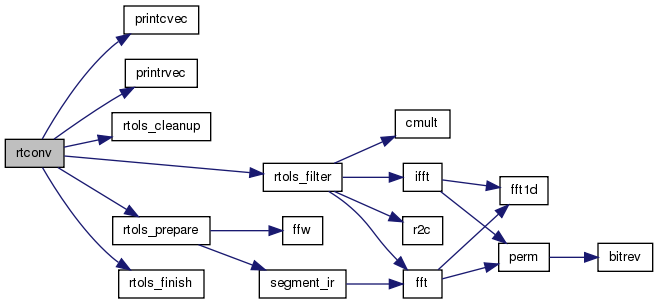 printcvec
printrvec
rtols_cleanup
cmult
rtconv
rtols_filter
ifft
fft1d
rtols_prepare
ffw
r2c
perm
bitrev
rtols_finish
segment_ir
fft